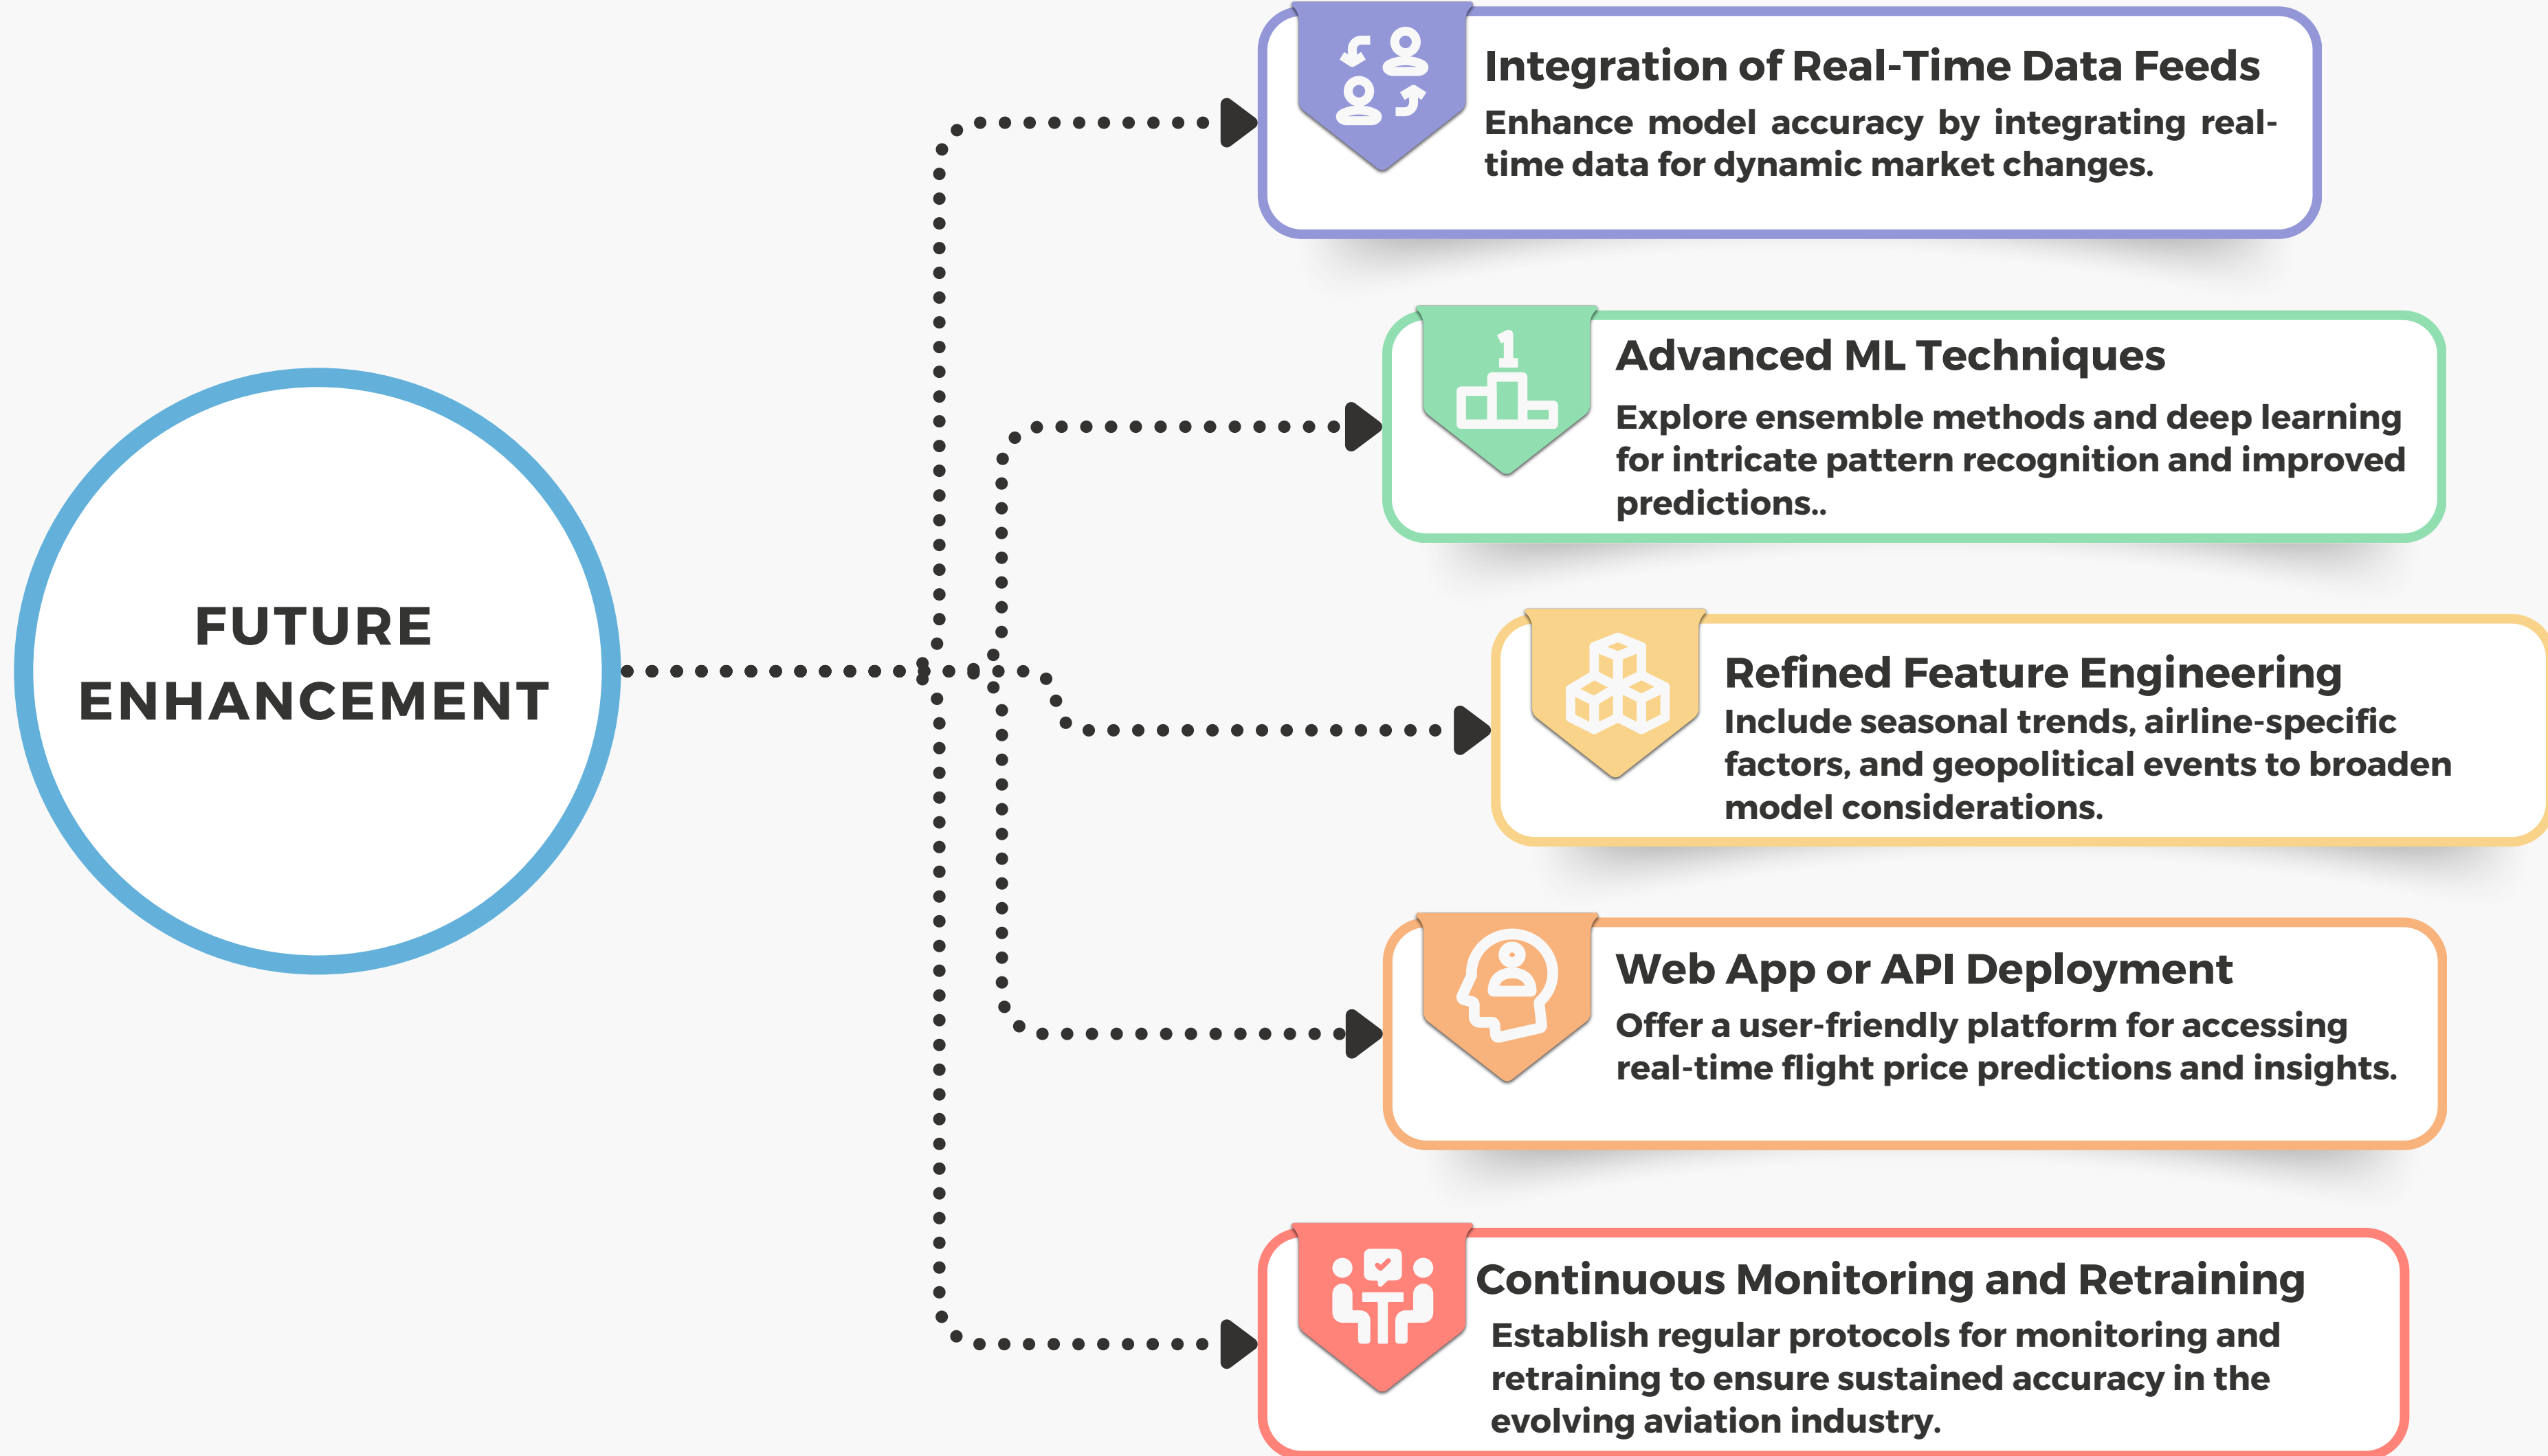 FUTURE
ENHANCEMENT
Integration of Real-Time Data Feeds
Enhance model accuracy by integrating real-
time data for dynamic market changes.
1
Advanced ML Techniques
Explore ensemble methods and deep learning
for intricate pattern recognition and improved
predictions..
Refined Feature Engineering
Include seasonal trends, airline-specific
factors, and geopolitical events to broaden
model considerations.
Web App or API Deployment
Offer a user-friendly platform for accessing
real-time flight price predictions and insights.
Continuous Monitoring and Retraining
Establish regular protocols for monitoring and
retraining to ensure sustained accuracy in the
evolving aviation industry.